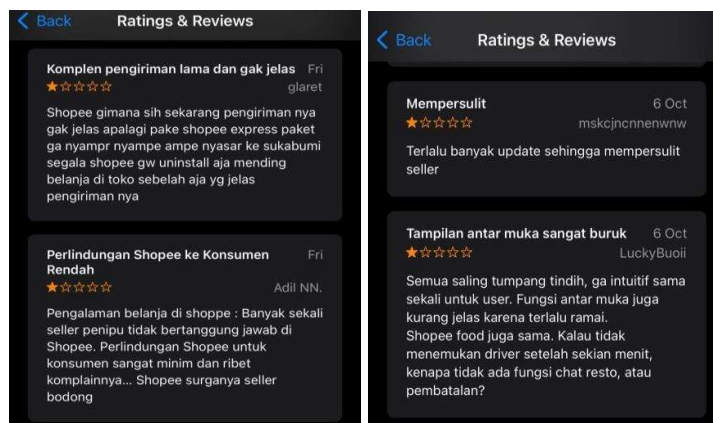 Back Ratings & Reviews
Komplen pengiriman lama dan gak jelas Fri
glaret
Shopee gimana sih sekarang pengiriman nya
gak jelas apalagi pake shopee express paket
ga nyampr nyampe ampe nyasar ke sukabumi
segala shopee gw uninstall aja mending
belanja di toko sebelah aja yg jelas
pengiriman nya
Perlindungan Shopee ke Konsumen Fri
Rendah
Adil NN.
Pengalaman belanja di shoppe : Banyak sekali
seller penipu tidak bertanggung jawab di
Shopee. Perlindungan Shopee untuk
konsumen sangat minim dan ribet
komplainnya... Shopee surganya seller
bodong
Back Ratings & Reviews
Mempersulit 6 Oct
mskcjncnnenwnw
Terlalu banyak update sehingga mempersulit
seller
Tampilan antar muka sangat buruk 6 Oct
LuckyBuoii
Semua saling tumpang tindih, ga intuitif sama
sekali untuk user. Fungsi antar muka juga
kurang jelas karena terlalu ramai.
Shopee food juga sama. Kalau tidak
menemukan driver setelah sekian menit,
kenapa tidak ada fungsi chat resto, atau
pembatalan?